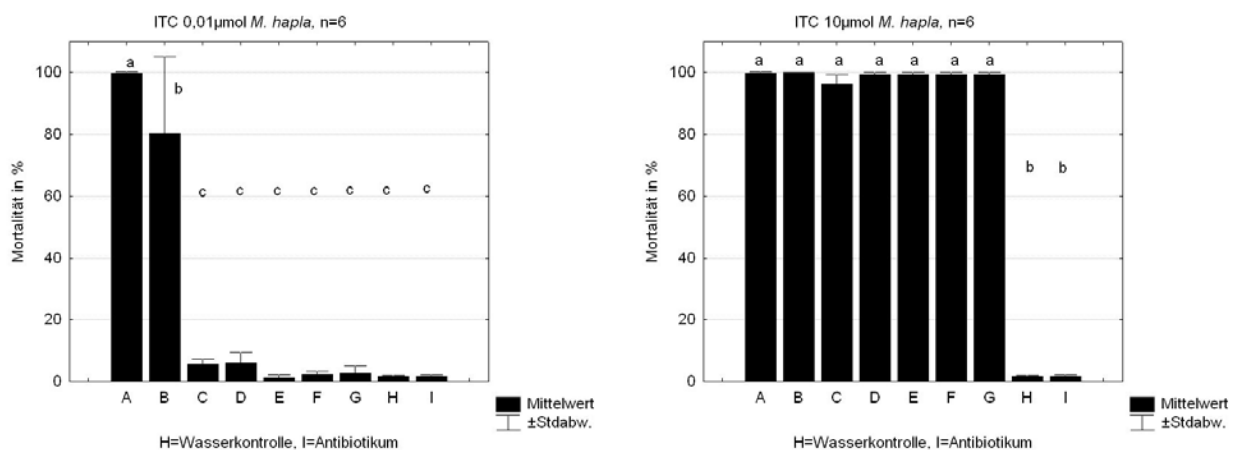 ITC 0,01µmol M. hapla, n=6
Mortalität in %
100
80
60
40
20
0
a
b
c c c c c c c
A B C D E F G H I
Mittelwert
±Stdabw.
H=Wasserkontrolle, I=Antibiotikum
ITC 10µmol M. hapla, n=6
Mortalität in %
100
80
60
40
20
0
a a a a a a a
b b
A B C D E F G H I
Mittelwert
±Stdabw.
H=Wasserkontrolle, I=Antibiotikum